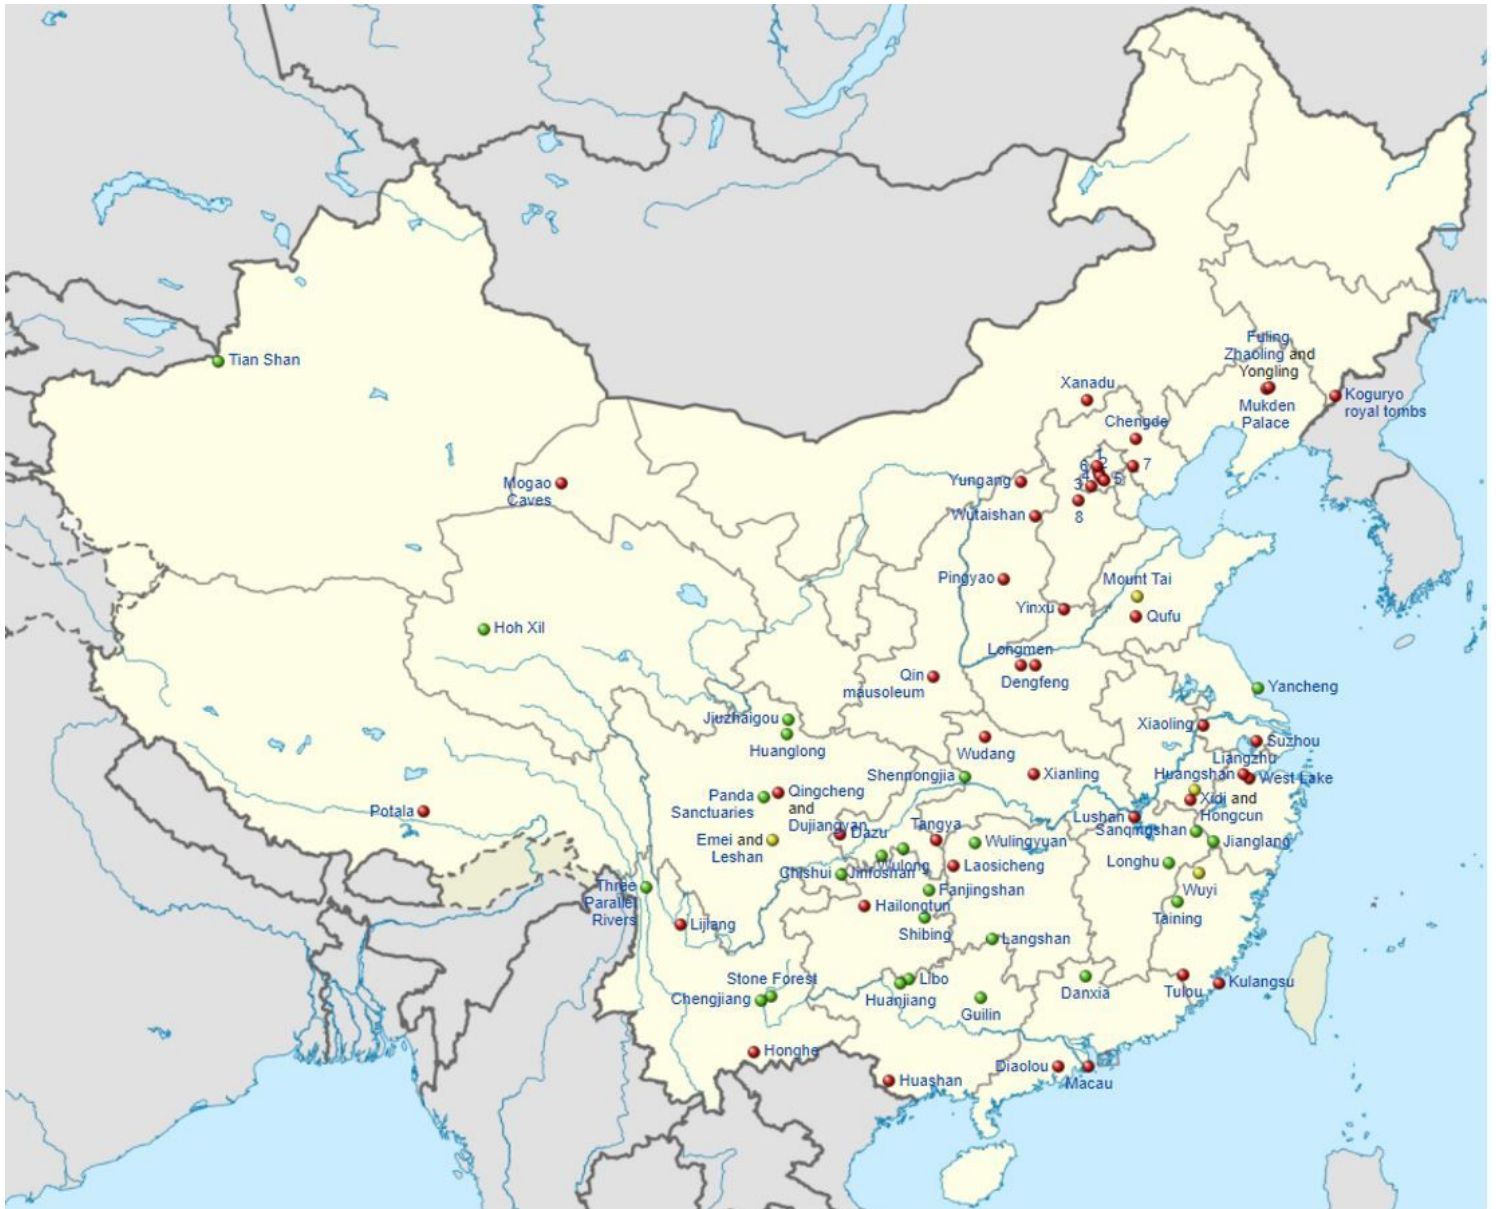 Fuling
Zhaoling and
Yongling
Tian Shan
Xanadu
Koguryo
royal tombs
Mukden
Palace
Chengde
1
6
2
7
4
5
3
8
Mogao
Caves
Yungang
Wutaishan
Pingyao
Mount Tai
Yinxu
Qufu
Hoh Xil
Longmen
Dengfeng
Qin
mausoleum
Yancheng
Jiuzhaigou
Huanglong
Xiaoling
Suzhou
Wudang
Liangzhu
Shennongjia
Xianling
Huangshan
West Lake
Panda
Sanctuaries
Qingcheng
and
Dujiangyan
Xidi and
Hongcun
Potala
Lushan
Sanqingshan
Jianglang
Emei and
Leshan
Dazu
Tangya
Wulingyuan
Wulong
Laosicheng
Longhu
Chishui
Jinfoshan
Wuyi
Three
Parallel
Rivers
Fanjingshan
Hailongtun
Taining
Lijiang
Shibing
Langshan
Stone Forest
Libo
Chengjiang
Huanjiang
Guilin
Danxia
Tulou
Kulangsu
Honghe
Huashan
Diaolou
Macau